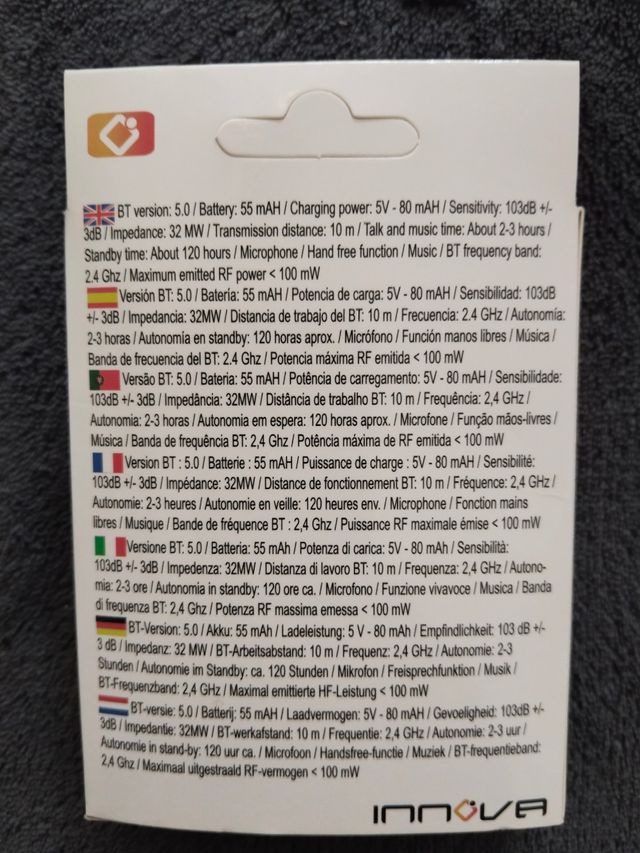 BT version: 5.0 / Battery: 55 mAH / Charging power: 5V - 80 mAH / Sensitivity: 103dB +/-
3dB / Impedance: 32 MW / Transmission distance: 10 m / Talk and music time: About 2-3 hours /
Standby time: About 120 hours / Microphone / Hand free function / Music / BT frequency band:
2.4 Ghz / Maximum emitted RF power < 100 mW
Versión BT: 5.0 / Batería: 55 mAH / Potencia de carga: 5V - 80 mAH / Sensibilidad: 103dB
+/- 3dB / Impedancia: 32MW / Distancia de trabajo del BT: 10 m / Frecuencia: 2.4 GHz / Autonomía:
2-3 horas / Autonomía en standby: 120 horas aprox. / Micrófono / Función manos libres / Música /
Banda de frecuencia del BT: 2.4 Ghz / Potencia máxima RF emitida < 100 mW
Versão BT: 5.0 / Bateria: 55 mAH / Potência de carregamento: 5V - 80 mAH / Sensibilidade:
103dB +/- 3dB / Impedância: 32MW / Distância de trabalho BT: 10 m / Frequência: 2,4 GHz /
Autonomia: 2-3 horas / Autonomia em espera: 120 horas aprox. / Microfone / Função mãos-livres /
Música / Banda de frequência BT: 2,4 Ghz / Potência máxima de RF emitida < 100 mW
Version BT : 5.0 / Batterie : 55 mAH / Puissance de charge : 5V - 80 mAH / Sensibilité:
103dB +/- 3dB / Impédance: 32MW / Distance de fonctionnement BT: 10 m / Fréquence: 2,4 GHz /
Autonomie: 2-3 heures / Autonomie en veille: 120 heures env. / Microphone / Fonction mains
libres / Musique / Bande de fréquence BT : 2,4 Ghz / Puissance RF maximale émise < 100 mW
Versione BT: 5.0 / Batteria: 55 mAh / Potenza di carica: 5V - 80 mAh / Sensibilità:
103dB +/- 3dB / Impedenza: 32MW / Distanza di lavoro BT: 10 m / Frequenza: 2,4 GHz / Autono-
mia: 2-3 ore / Autonomia in standby: 120 ore ca. / Microfono / Funzione vivavoce / Musica / Banda
di frequenza BT: 2,4 Ghz / Potenza RF massima emessa < 100 mW
BT-Version: 5.0 / Akku: 55 mAh / Ladeleistung: 5 V - 80 mAh / Empfindlichkeit: 103 dB +/-
3 dB / Impedanz: 32 MW / BT-Arbeitsabstand: 10 m / Frequenz: 2,4 GHz / Autonomie: 2-3
Stunden / Autonomie im Standby: ca. 120 Stunden / Mikrofon / Freisprechfunktion / Musik /
BT-Frequenzband: 2,4 GHz / Maximal emittierte HF-Leistung < 100 mW
BT-versie: 5.0 / Batterij: 55 mAH / Laadvermogen: 5V - 80 mAH / Gevoeligheid: 103dB +/-
3dB / Impedantie: 32MW / BT-werkafstand: 10 m / Frequentie: 2,4 GHz / Autonomie: 2-3 uur /
Autonomie in stand-by: 120 uur ca. / Microfoon / Handsfree-functie / Muziek / BT-frequentieband:
2,4 Ghz / Maximaal uitgestraald RF-vermogen < 100 mW
INNOVA